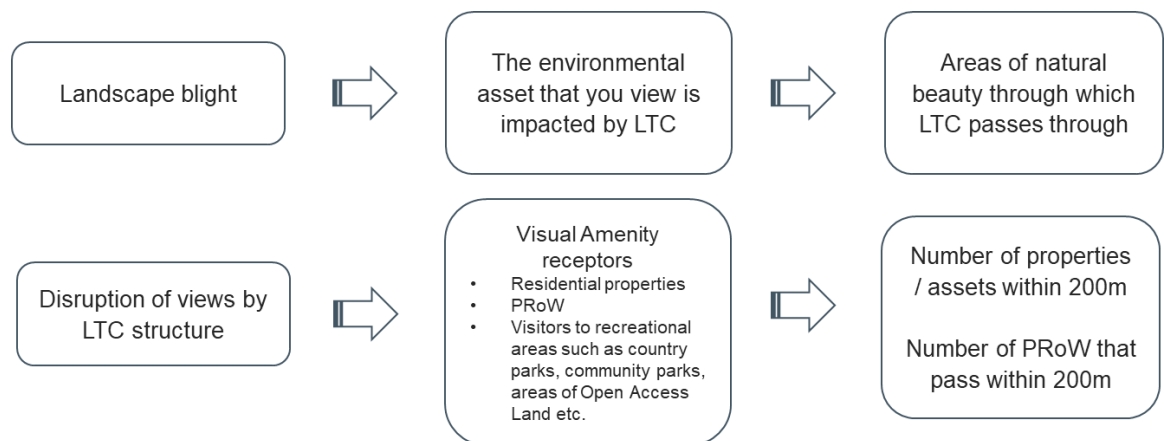 Landscape blight
The environmental
asset that you view is
impacted by LTC
Areas of natural
beauty through which
LTC passes through
Disruption of views by
LTC structure
Visual Amenity
receptors
• Residential properties
• PRoW
• Visitors to recreational
areas such as country
parks, community parks,
areas of Open Access
Land etc.
Number of properties
/ assets within 200m
Number of PRoW that
pass within 200m